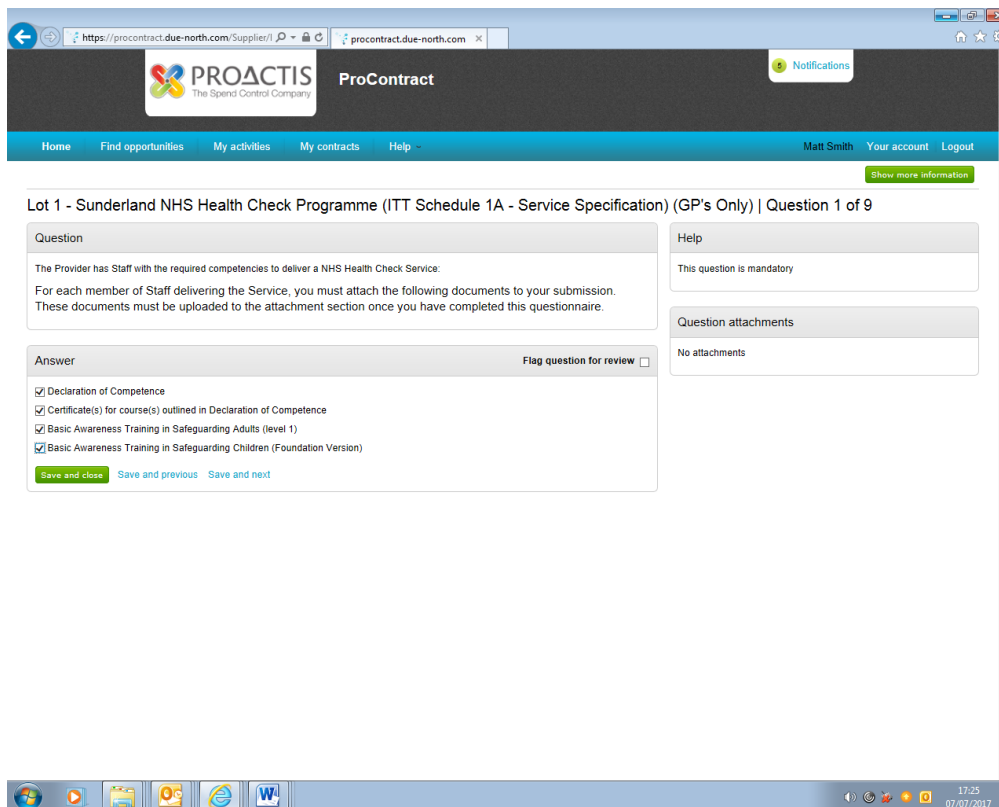 https://procontract.due-north.com/Supplier/I
procontract.due-north.com
PROACTIS
The Spend Control Company
ProContract
5 Notifications
Home Find opportunities My activities My contracts Help
Matt Smith Your account Logout
Show more information
Lot 1 - Sunderland NHS Health Check Programme (ITT Schedule 1A - Service Specification) (GP's Only) | Question 1 of 9
Question
The Provider has Staff with the required competencies to deliver a NHS Health Check Service:
For each member of Staff delivering the Service, you must attach the following documents to your submission.
These documents must be uploaded to the attachment section once you have completed this questionnaire.
Help
This question is mandatory
Question attachments
No attachments
Answer
Flag question for review
Declaration of Competence
Certificate(s) for course(s) outlined in Declaration of Competence
Basic Awareness Training in Safeguarding Adults (level 1)
Basic Awareness Training in Safeguarding Children (Foundation Version)
Save and close Save and previous Save and next
17:25
07/07/2017